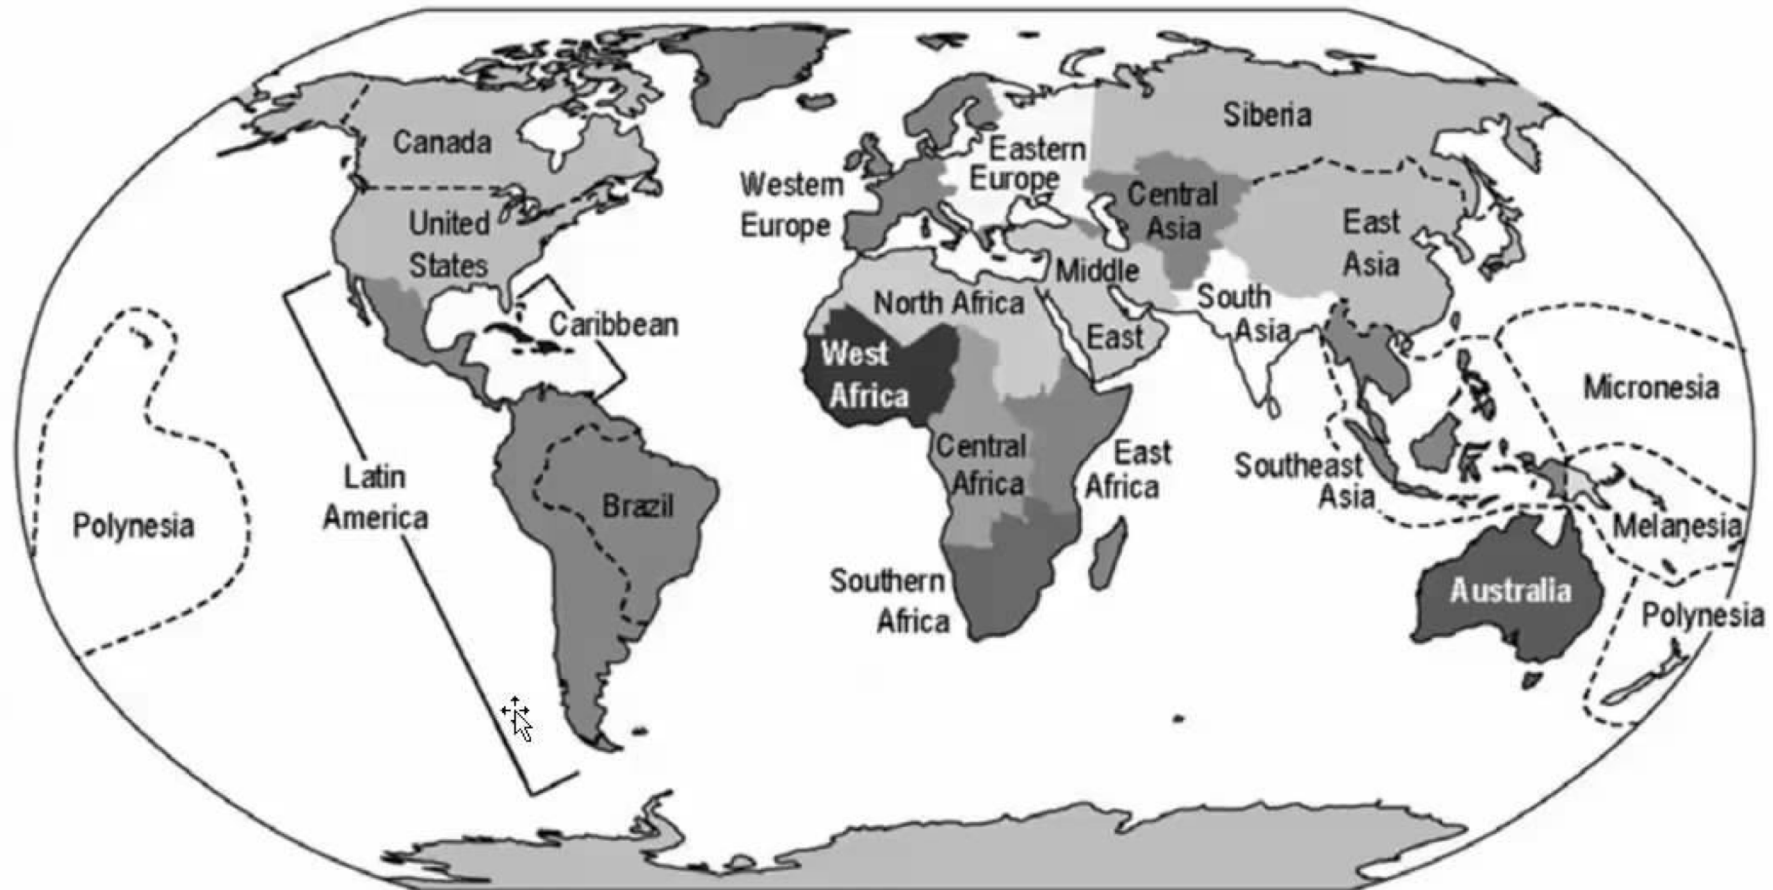 Canada
Siberia
Eastern
Europe
Western
Europe
Central
Asia
United
States
East
Asia
Middle
East
North Africa
South
Asia
Caribbean
West
Africa
Micronesia
Central
Africa
East
Africa
Southeast
Asia
Latin
America
Brazil
Polynesia
Melanesia
Southern
Africa
Australia
Polynesia